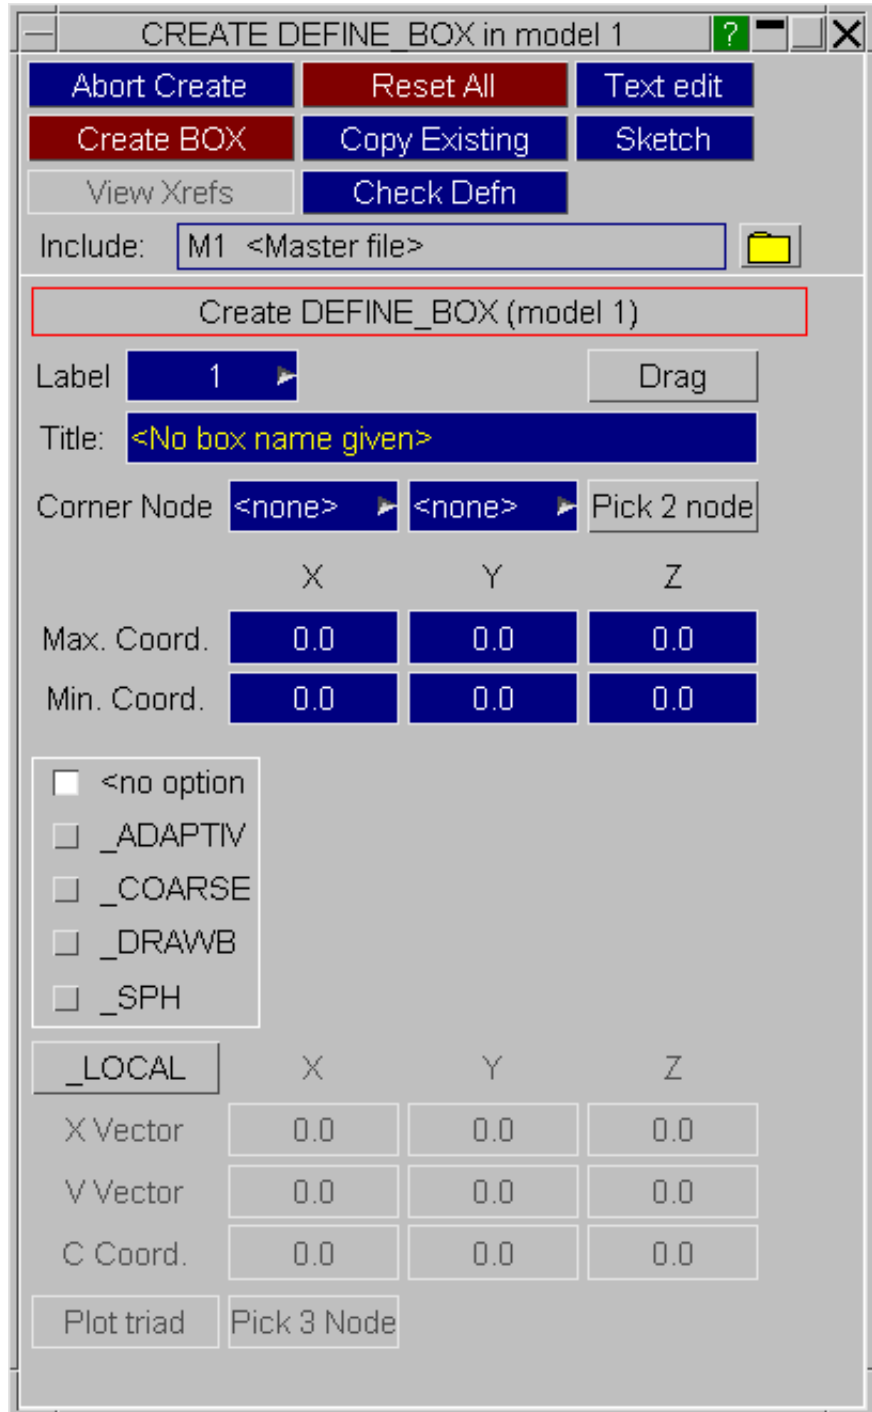 CREATE DEFINE_BOX in model 1 ?
Abort Create Reset All Text edit
Create BOX Copy Existing Sketch
View Xrefs Check Defn
Include: M1 <Master file>
Create DEFINE_BOX (model 1)
Label 1 Drag
Title: <No box name given>
Corner Node <none> <none> Pick 2 node
X Y Z
Max. Coord. 0.0 0.0 0.0
Min. Coord. 0.0 0.0 0.0
<no option
_ADAPTIV
_COARSE
_DRAWB
_SPH
_LOCAL X Y Z
X Vector 0.0 0.0 0.0
V Vector 0.0 0.0 0.0
C Coord. 0.0 0.0 0.0
Plot triad Pick 3 Node